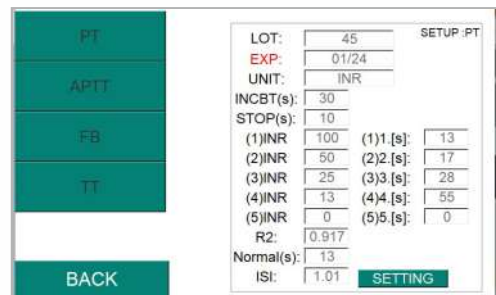 PT
APTT
FB
TT
BACK
SETUP :PT
LOT: 45
EXP: 01/24
UNIT: INR
INCBT(s): 30
STOP(s): 10
(1)INR 100 (1)1.[s]: 13
(2)INR 50 (2)2.[s]: 17
(3)INR 25 (3)3.[s]: 28
(4)INR 13 (4)4.[s]: 55
(5)INR 0 (5)5.[s]: 0
R2: 0.917
Normal(s): 13
ISI: 1.01 SETTING